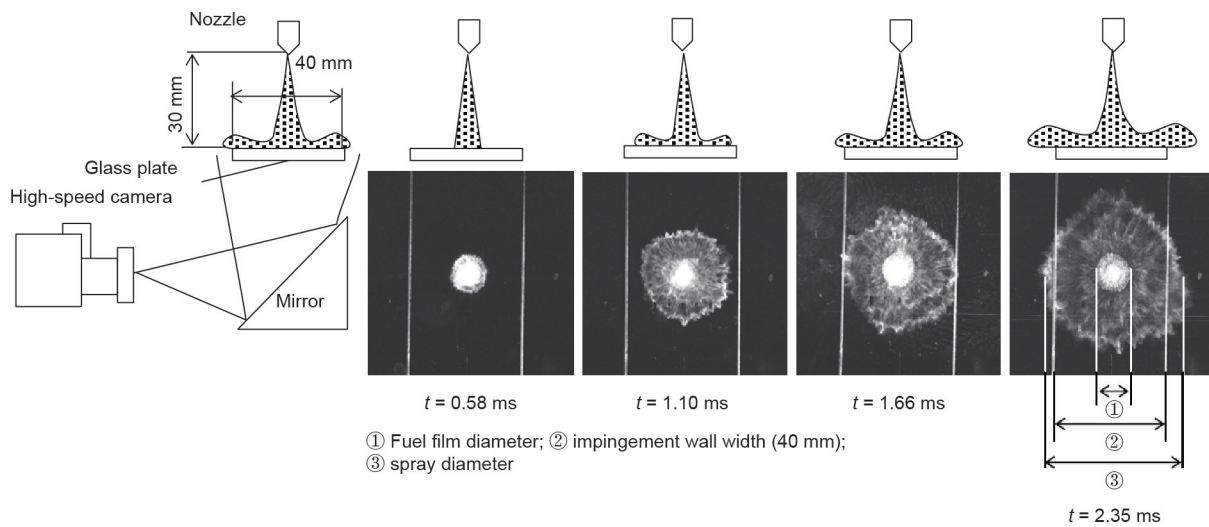 Nozzle
40 mm
30 mm
Glass plate
High-speed camera
Mirror
t = 0.58 ms
t = 1.10 ms
t = 1.66 ms
①
②
③
t = 2.35 ms
① Fuel film diameter; ② impingement wall width (40 mm);
③ spray diameter